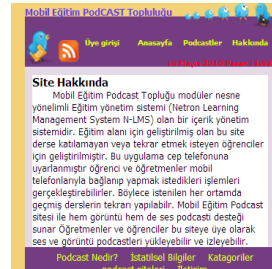 Mobil Eğitim PodCAST Topluluğu
Üye girişi Anasayfa Podcastler Hakkında
Site Hakkında
Mobil Eğitim Podcast Topluğu modüler nesne
yönelimli Eğitim yönetim sistemi (Netron Learning
Management System N-LMS) olan bir içerik yönetim
sistemidir. Eğitim alanı için geliştirilmiş olan bu site
derse katılamayan veya tekrar etmek isteyen öğrenciler
için geliştirilmiştir. Bu uygulama cep telefonuna
uyarlanmıştır öğrenci ve öğretmenler mobil
telefonlarıyla bağlanıp yapmak istedikleri işlemleri
gerçekleştirebilirler. Böylece istenilen her ortamda
geçmiş derslerin tekrarı yapılabilir. Mobil Eğitim Podcast
sitesi ile hem görüntü hem de ses podcasti desteği
sunar Öğretmenler ve öğrenciler bu siteye üye olarak
ses ve görüntü podcastleri yükleyebilir ve izleyebilir.
Podcast Nedir? İstatilsel Bilgiler Katagoriler
podcast siteleri İletişim